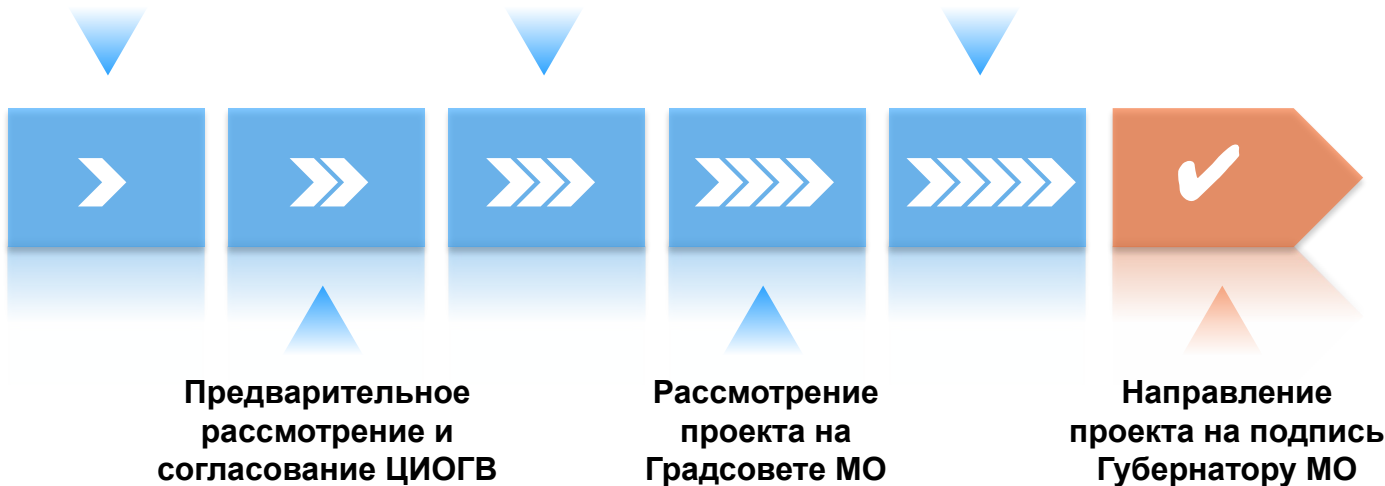 Предварительное
рассмотрение и
согласование ЦИОГВ
Рассмотрение
проекта на
Градсовете МО
Направление
проекта на подпись
Губернатору МО